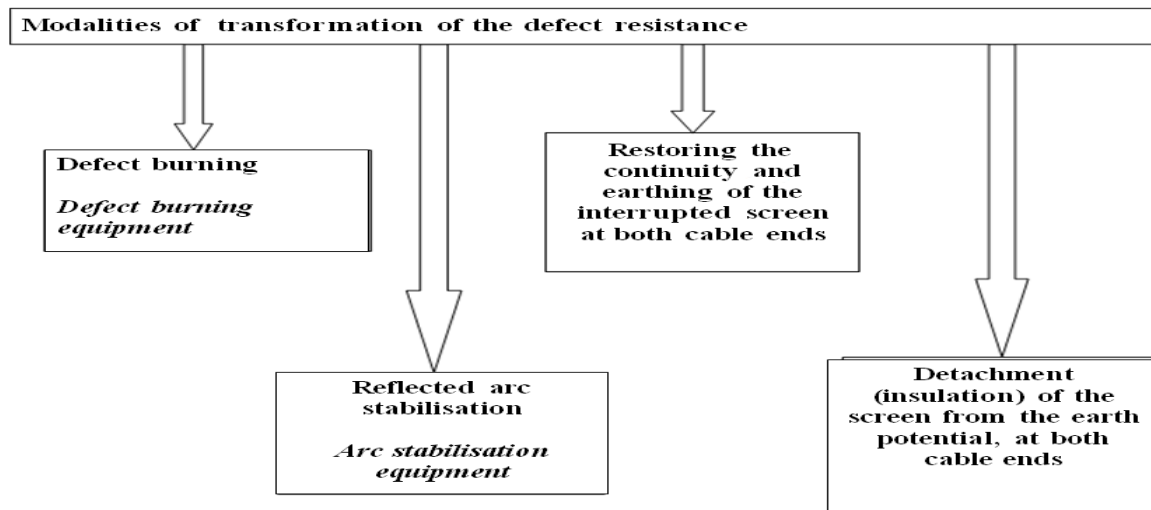 Modalities of transformation of the defect resistance
Defect burning
Defect burning
equipment
Restoring the
continuity and
earthing of the
interrupted screen
at both cable ends
Reflected arc
stabilisation
Arc stabilisation
equipment
Detachment
(insulation) of the
screen from the earth
potential, at both
cable ends